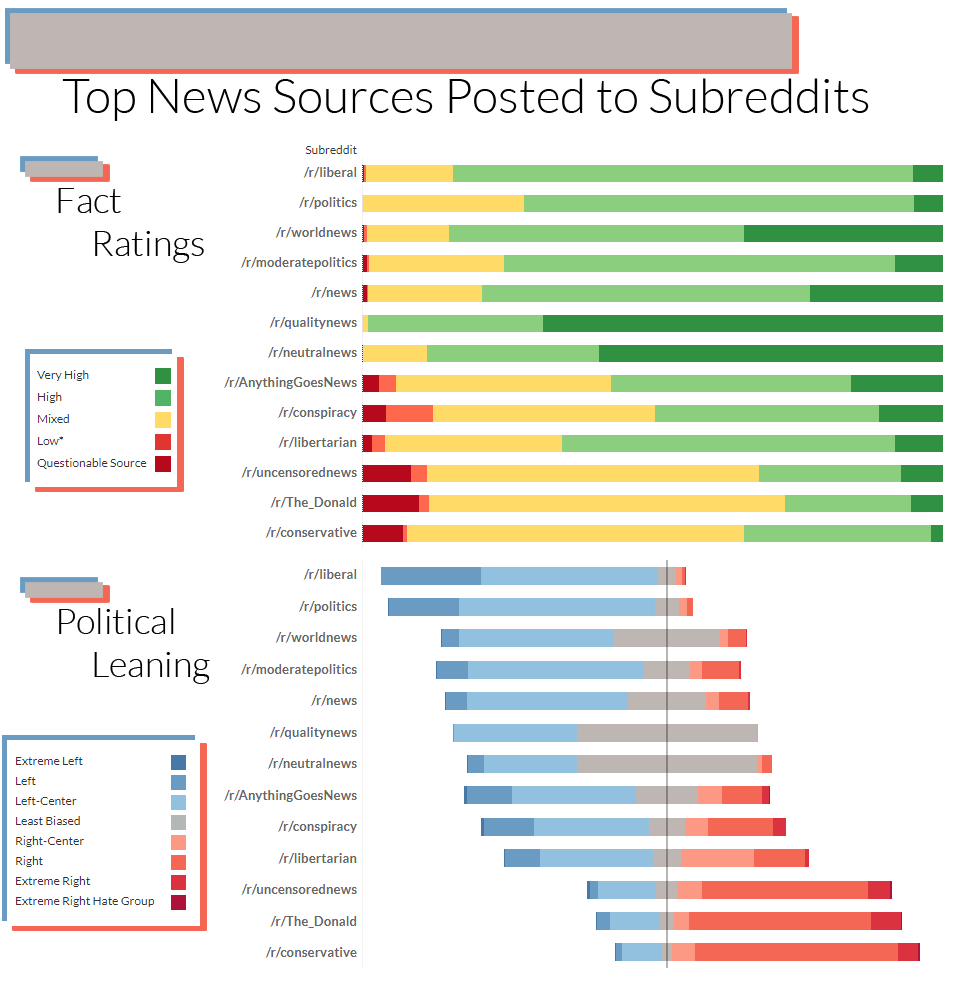 Top News Sources Posted to Subreddits
Subreddit
Fact
Ratings
/r/liberal
/r/politics
/r/worldnews
/r/moderatepolitics
/r/news
/r/qualitynews
/r/neutralnews
/r/AnythingGoesNews
/r/conspiracy
/r/libertarian
/r/uncensorednews
/r/The_Donald
/r/conservative
Very High
High
Mixed
Low*
Questionable Source
Political
Leaning
/r/liberal
/r/politics
/r/worldnews
/r/moderatepolitics
/r/news
/r/qualitynews
/r/neutralnews
/r/AnythingGoesNews
/r/conspiracy
/r/libertarian
/r/uncensorednews
/r/The_Donald
/r/conservative
Extreme Left
Left
Left-Center
Least Biased
Right-Center
Right
Extreme Right
Extreme Right Hate Group